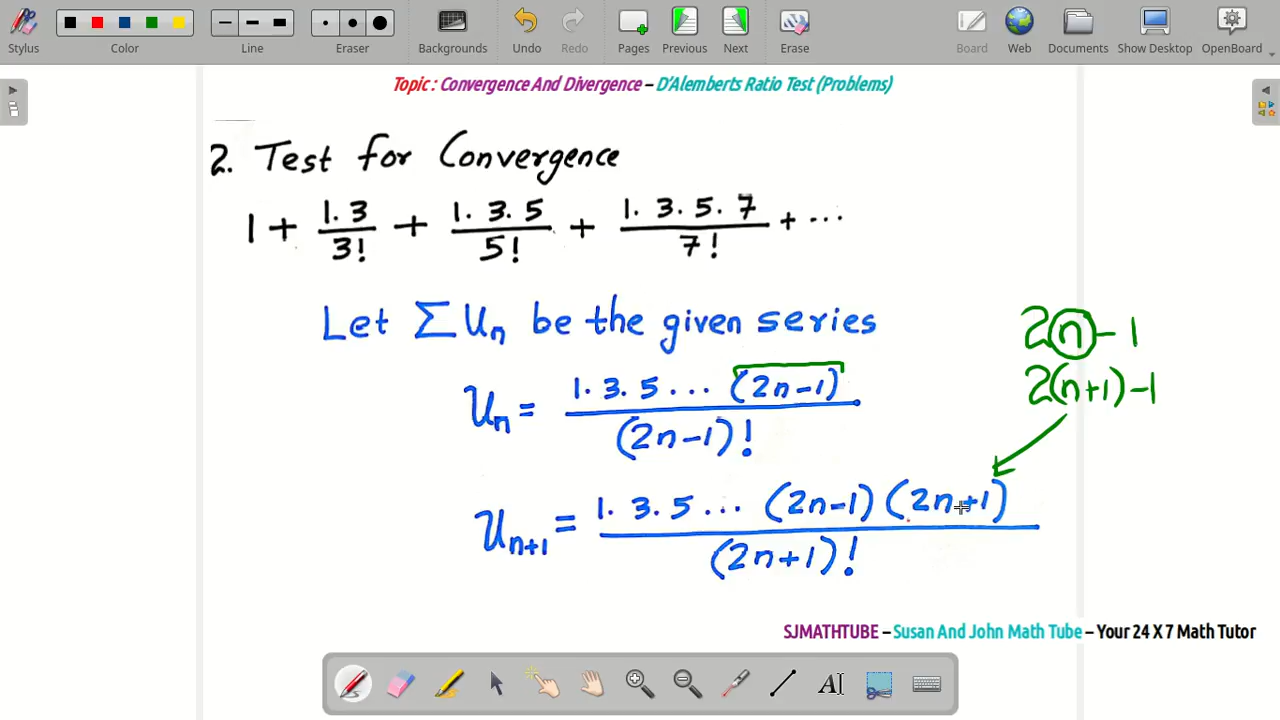 Stylus Color Line Eraser Backgrounds Undo Redo Pages Previous Next Erase Board Web Documents Show Desktop OpenBoard
Topic : Convergence And Divergence – D'Alemberts Ratio Test (Problems)
2. Test for Convergence
1 + 1.3/3! + 1.3.5/5! + 1.3.5.7/7! + ...
Let ΣUn be the given series
2n-1
2(n+1)-1
Un = 1.3.5...(2n-1)/(2n-1)!
Un+1 = 1.3.5...(2n-1)(2n+1)/(2n+1)!
SJMATHTUBE – Susan And John Math Tube – Your 24 X 7 Math Tutor
AI